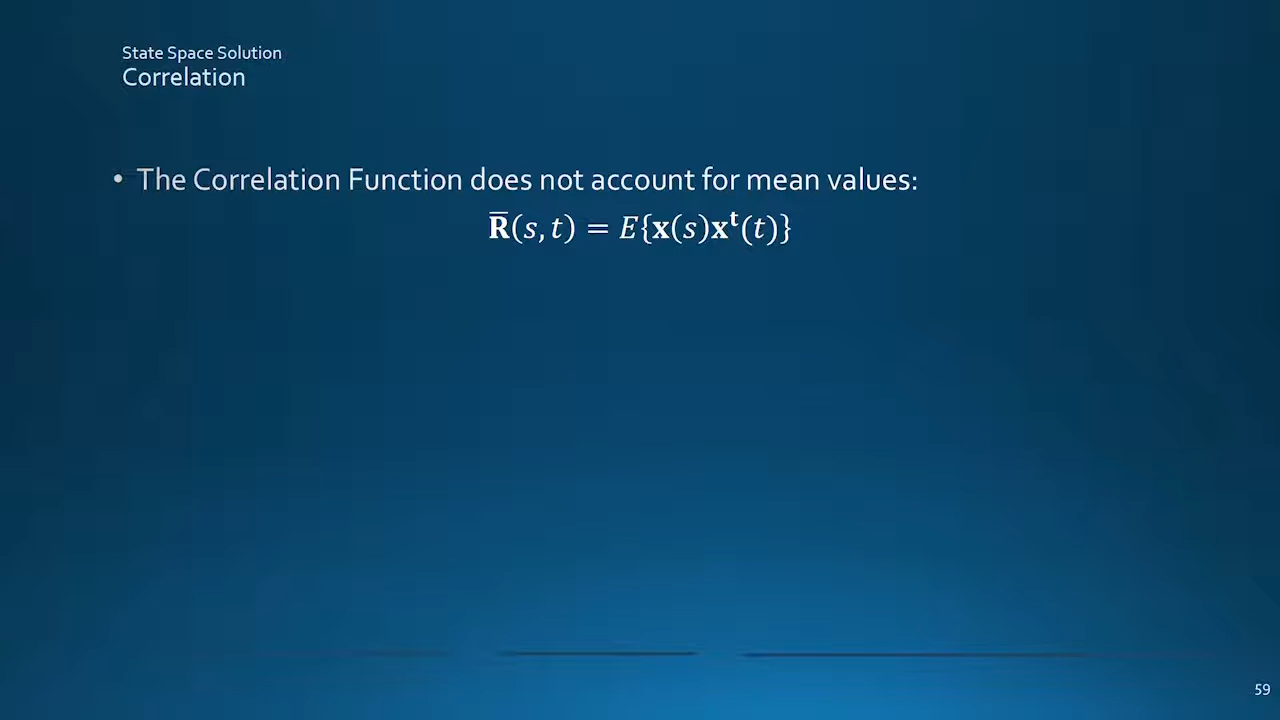 State Space Solution
Correlation
• The Correlation Function does not account for mean values:
𝐑̅(𝑠, 𝑡) = 𝐸{𝐱(𝑠)𝐱ᵗ(𝑡)}
59